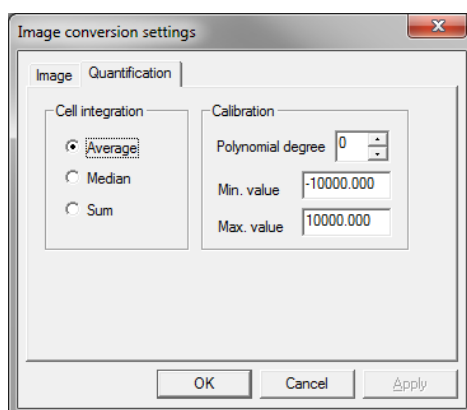 Image conversion settings
Image Quantification
Cell integration
Average
Median
Sum
Calibration
Polynomial degree 0
Min. value -10000.000
Max. value 10000.000
OK Cancel Apply